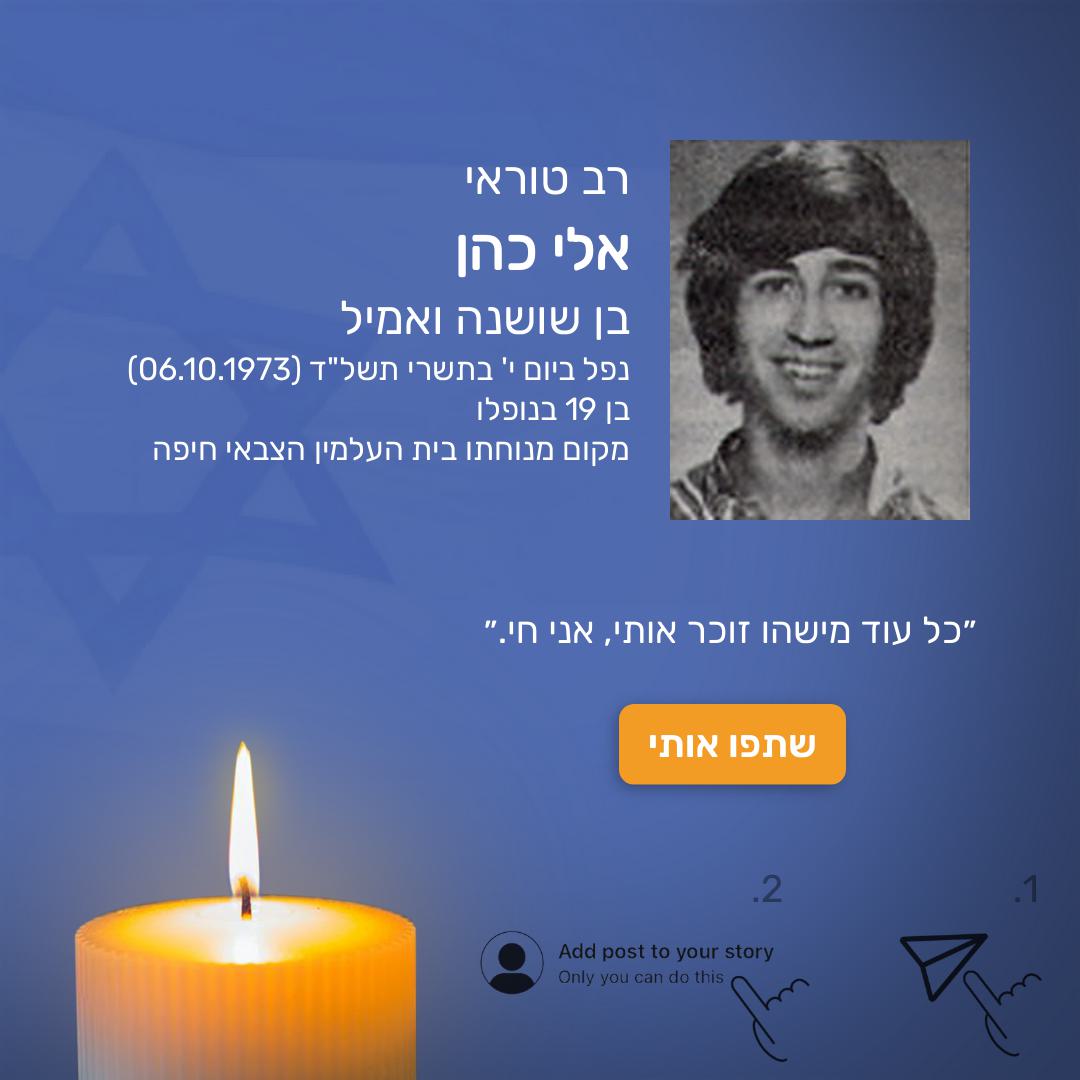 רב טוראי
אלי כהן
בן שושנה ואמיל
נפל ביום י' בתשרי תשל"ד (06.10.1973)
בן 19 בנופלו
מקום מנוחתו בית העלמין הצבאי חיפה
״כל עוד מישהו זוכר אותי, אני חי.״
שתפו אותי
1.
2.
Add post to your story
Only you can do this